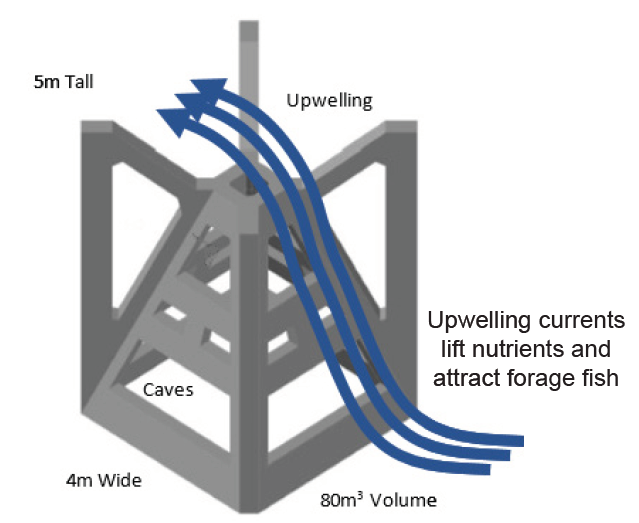 5m Tall
Upwelling
Upwelling currents
lift nutrients and
attract forage fish
Caves
4m Wide
80m³ Volume